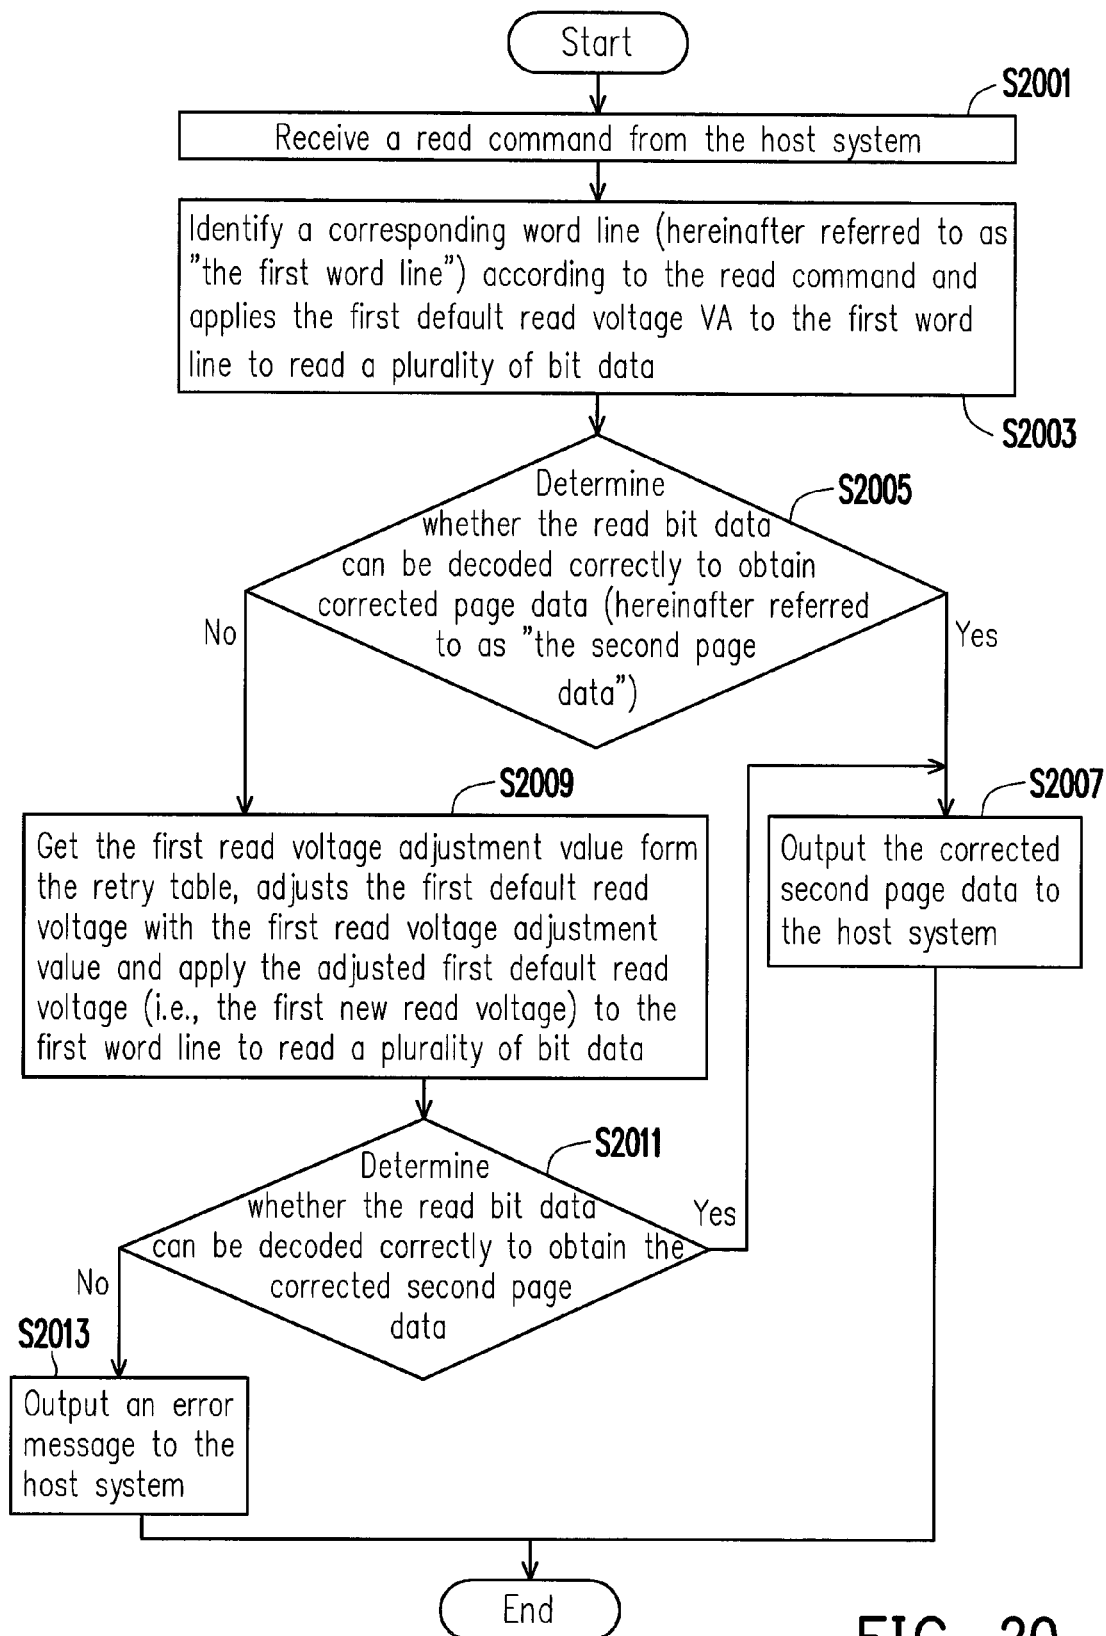 Start
S2001
Receive a read command from the host system
Identify a corresponding word line (hereinafter referred to as
"the first word line") according to the read command and
applies the first default read voltage VA to the first word
line to read a plurality of bit data
S2003
Determine
whether the read bit data
can be decoded correctly to obtain
corrected page data (hereinafter referred
to as "the second page
data")
S2005
No
Yes
S2009
Get the first read voltage adjustment value form
the retry table, adjusts the first default read
voltage with the first read voltage adjustment
value and apply the adjusted first default read
voltage (i.e., the first new read voltage) to the
first word line to read a plurality of bit data
S2007
Output the corrected
second page data to
the host system
S2011
Determine
whether the read bit data
can be decoded correctly to obtain the
corrected second page
data
Yes
No
S2013
Output an error
message to the
host system
End
FIG. 20